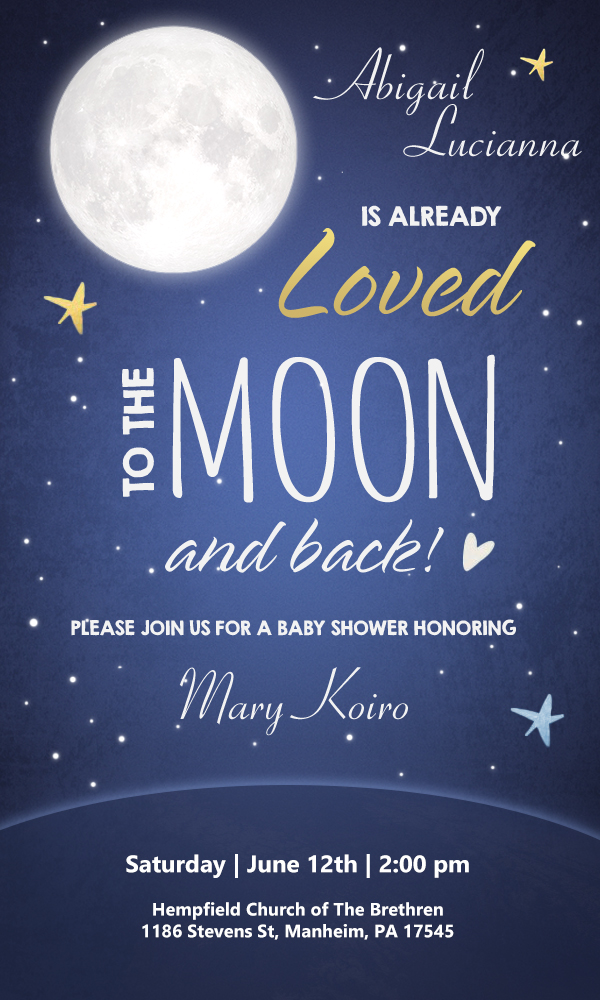 Abigail
Lucianna
IS ALREADY
Loved
TO THE
MOON
and back!
PLEASE JOIN US FOR A BABY SHOWER HONORING
Mary Koiro
Saturday | June 12th | 2:00 pm
Hempfield Church of The Brethren
1186 Stevens St, Manheim, PA 17545